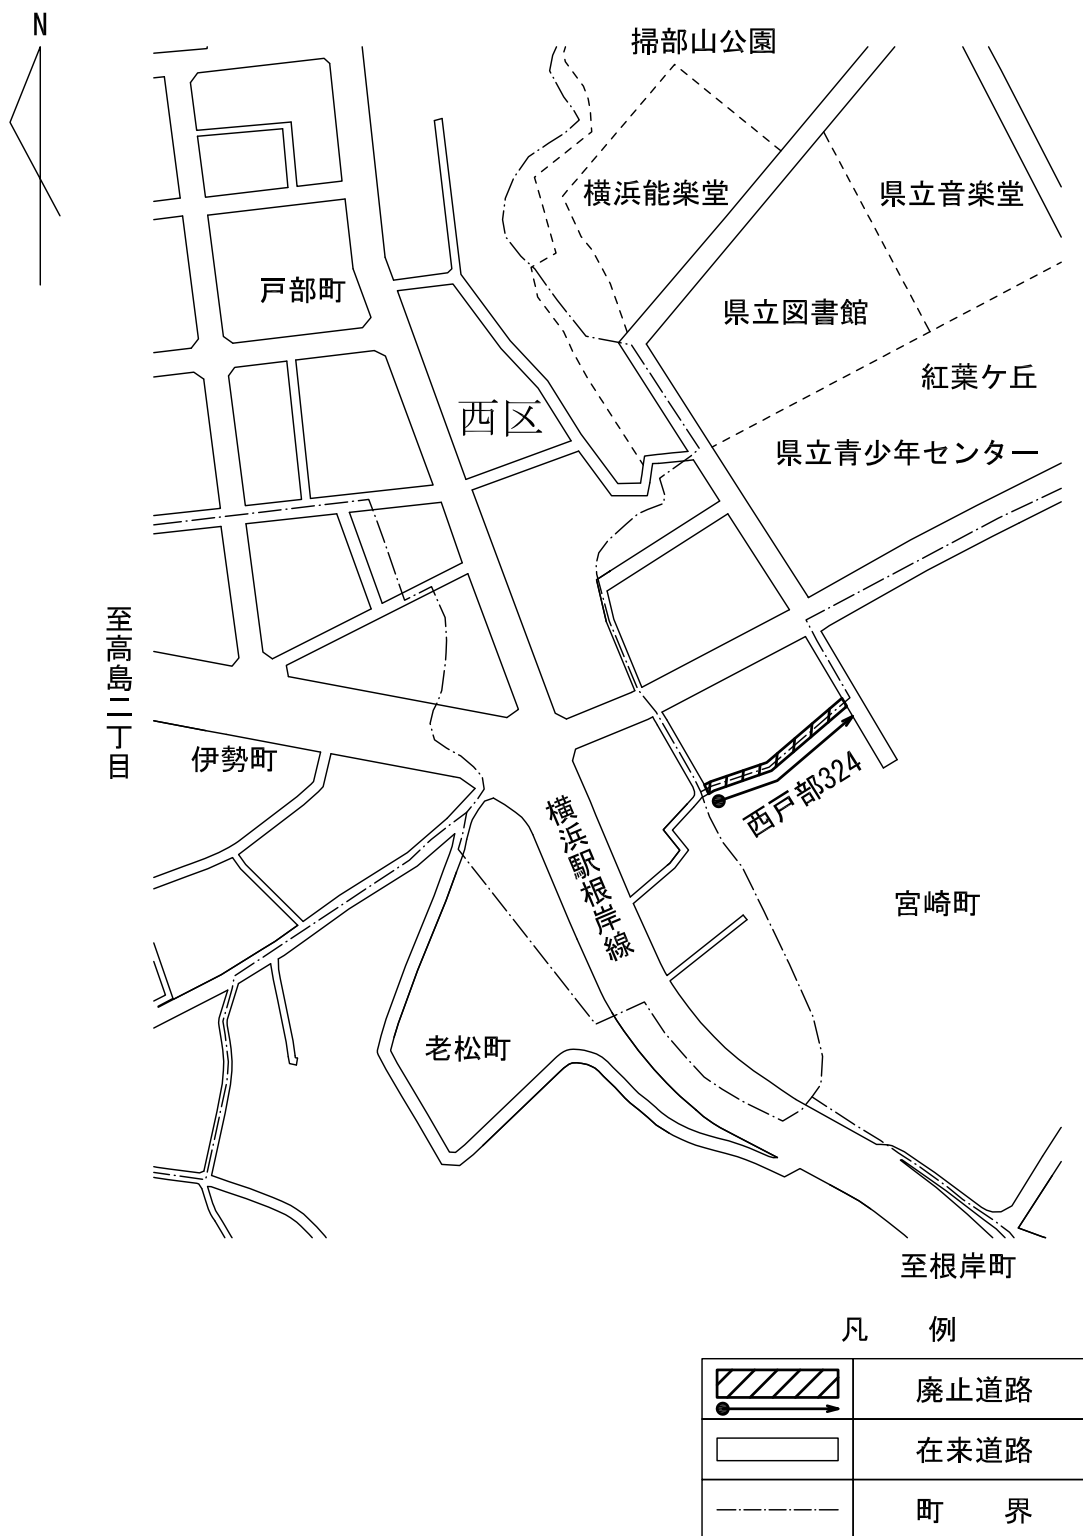 N
掃部山公園
横浜能楽堂
県立音楽堂
戸部町
県立図書館
紅葉ケ丘
西区
県立青少年センター
至高島二丁目
伊勢町
西戸部324
横浜駅根岸線
宮崎町
老松町
至根岸町
凡 例
廃止道路
在来道路
町 界